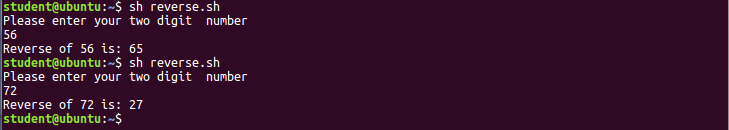 student@ubuntu:~$ sh reverse.sh
Please enter your two digit  number
56
Reverse of 56 is: 65
student@ubuntu:~$ sh reverse.sh
Please enter your two digit  number
72
Reverse of 72 is: 27
student@ubuntu:~$